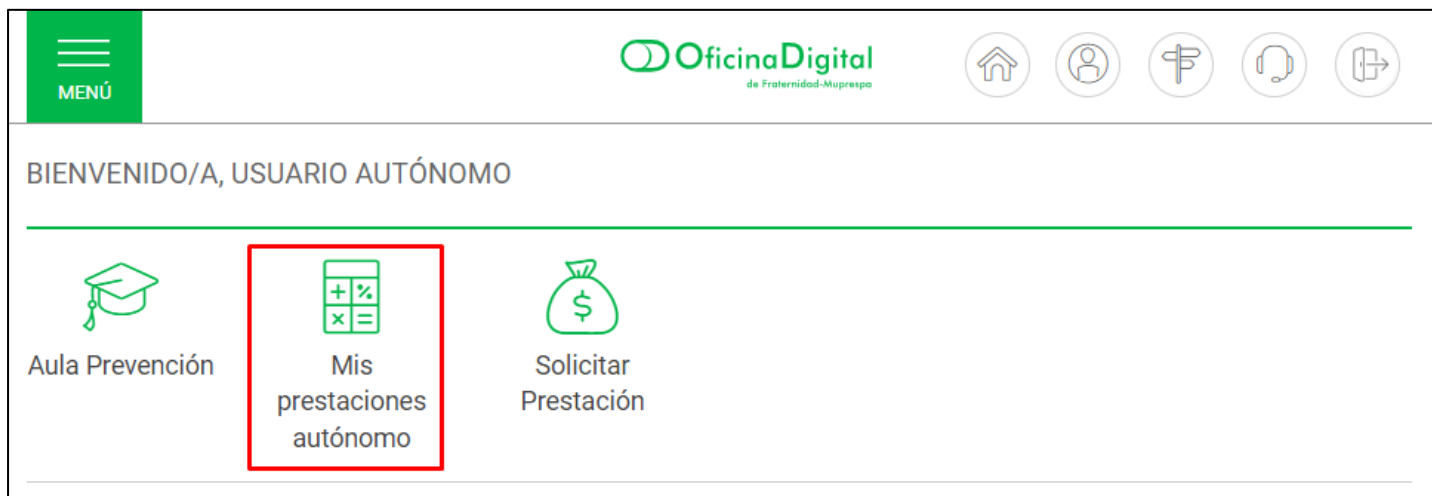 MENÚ
OficinaDigital
de Fraternidad-Muprespa
BIENVENIDO/A, USUARIO AUTÓNOMO
Aula Prevención
Mis
prestaciones
autónomo
Solicitar
Prestación